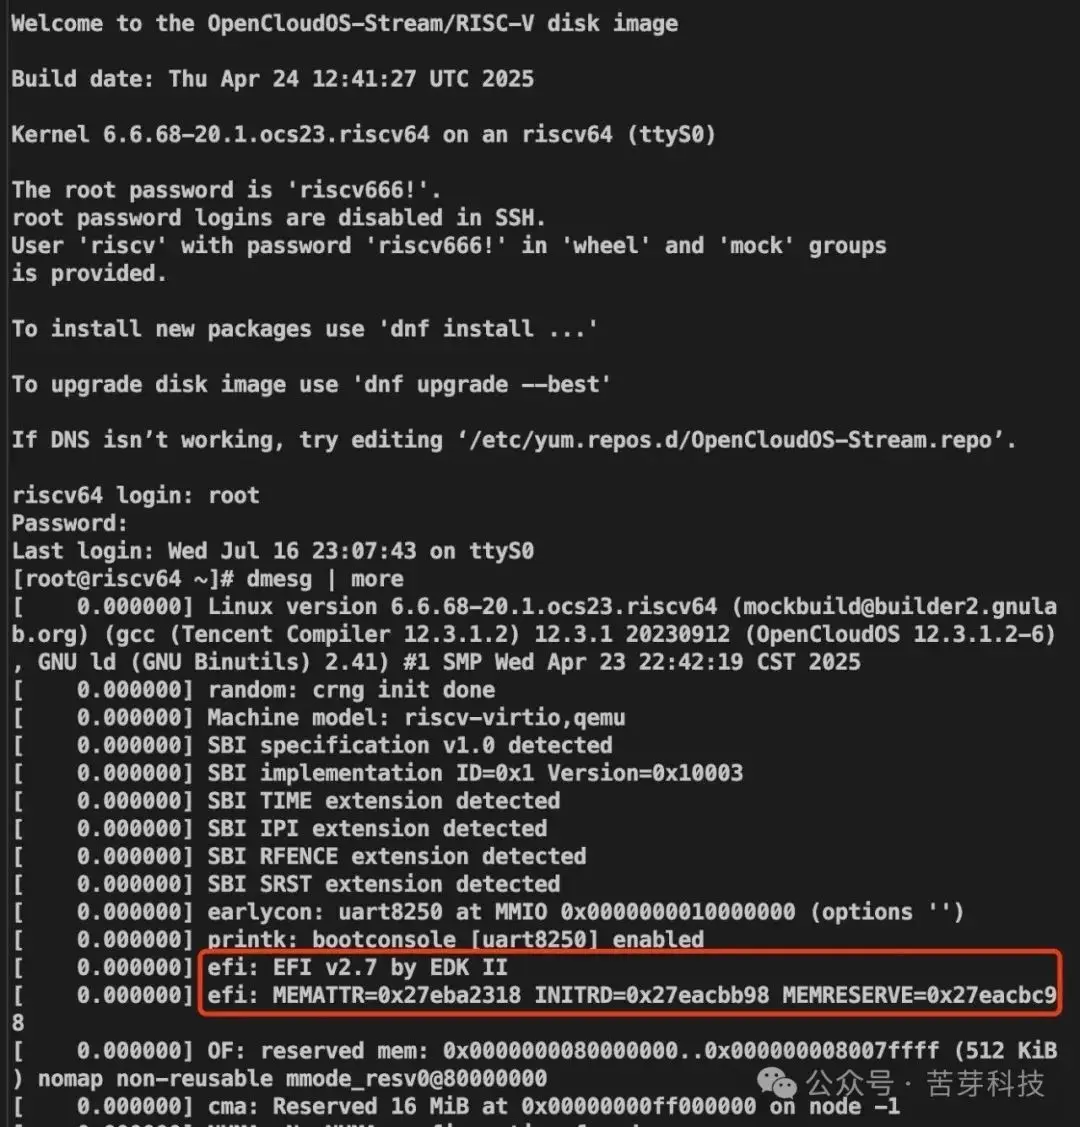 Welcome to the OpenCloudOS-Stream/RISC-V disk image
Build date: Thu Apr 24 12:41:27 UTC 2025
Kernel 6.6.68-20.1.ocs23.riscv64 on an riscv64 (ttyS0)
The root password is 'riscv666!'.
root password logins are disabled in SSH.
User 'riscv' with password 'riscv666!' in 'wheel' and 'mock' groups
is provided.
To install new packages use 'dnf install ...'
To upgrade disk image use 'dnf upgrade --best'
If DNS isn’t working, try editing ‘/etc/yum.repos.d/OpenCloudOS-Stream.repo’.
riscv64 login: root
Password:
Last login: Wed Jul 16 23:07:43 on ttyS0
[root@riscv64 ~]# dmesg | more
[    0.000000] Linux version 6.6.68-20.1.ocs23.riscv64 (mockbuild@builder2.gnula
b.org) (gcc (Tencent Compiler 12.3.1.2) 12.3.1 20230912 (OpenCloudOS 12.3.1.2-6)
, GNU ld (GNU Binutils) 2.41) #1 SMP Wed Apr 23 22:42:19 CST 2025
[    0.000000] random: crng init done
[    0.000000] Machine model: riscv-virtio,qemu
[    0.000000] SBI specification v1.0 detected
[    0.000000] SBI implementation ID=0x1 Version=0x10003
[    0.000000] SBI TIME extension detected
[    0.000000] SBI IPI extension detected
[    0.000000] SBI RFENCE extension detected
[    0.000000] SBI SRST extension detected
[    0.000000] earlycon: uart8250 at MMIO 0x0000000010000000 (options '')
[    0.000000] printk: bootconsole [uart8250] enabled
[    0.000000] efi: EFI v2.7 by EDK II
[    0.000000] efi: MEMATTR=0x27eba2318 INITRD=0x27eacbb98 MEMRESERVE=0x27eacbc9
8
[    0.000000] OF: reserved mem: 0x0000000080000000..0x000000008007ffff (512 KiB
) nomap non-reusable mmode_resv0@80000000
[    0.000000] cma: Reserved 16 MiB at 0x00000000ff000000 on node -1
公众号 · 苦芽科技